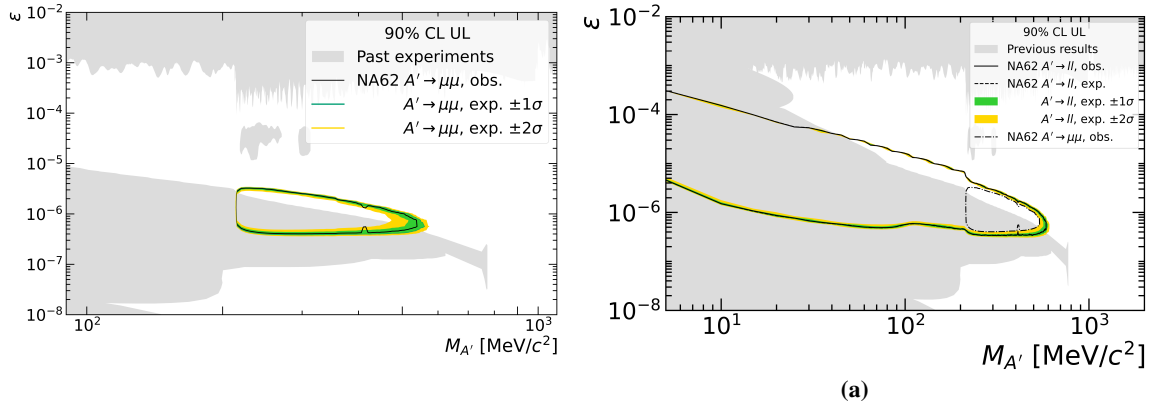 ε
10⁻²
10⁻³
10⁻⁴
10⁻⁵
10⁻⁶
10⁻⁷
10⁻⁸
90% CL UL
Past experiments
NA62 A′→μμ, obs.
A′→μμ, exp. ±1σ
A′→μμ, exp. ±2σ
10²
10³
M_A′ [MeV/c²]
ε
10⁻²
10⁻⁴
10⁻⁶
10⁻⁸
90% CL UL
Previous results
NA62 A′→ll, obs.
NA62 A′→ll, exp.
A′→ll, exp. ±1σ
A′→ll, exp. ±2σ
NA62 A′→μμ, obs.
10¹
10²
10³
M_A′ [MeV/c²]
(a)